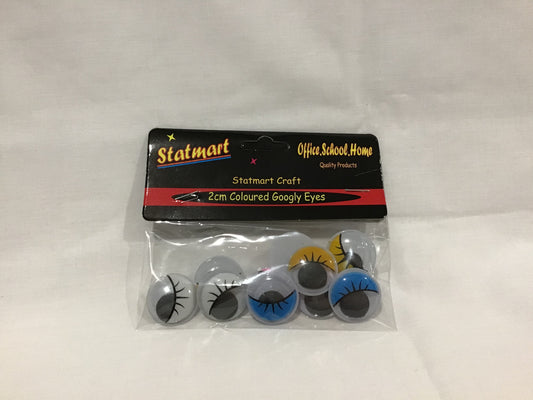 Statmart
Office,School,Home
Quality Products
Statmart Craft
2cm Coloured Googly Eyes